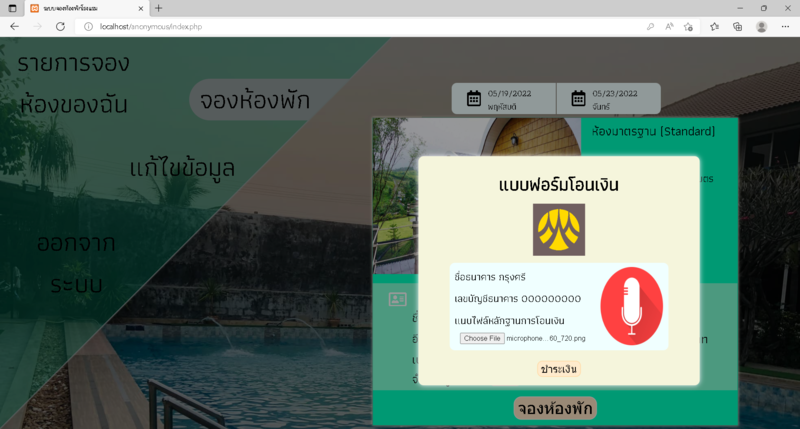 ระบบจองห้องพักโรงแรม
localhost/anonymous/index.php
รายการจอง
ห้องของฉัน
จองห้องพัก
แก้ไขข้อมูล
ออกจาก
ระบบ
05/19/2022
พฤหัสบดี
05/23/2022
จันทร์
ห้องมาตรฐาน [Standard]
แบบฟอร์มโอนเงิน
ชื่อธนาคาร กรุงศรี
เลขบัญชีธนาคาร 000000000
แนบไฟล์หลักฐานการโอนเงิน
Choose File microphone...60_720.png
ชำระเงิน
จองห้องพัก